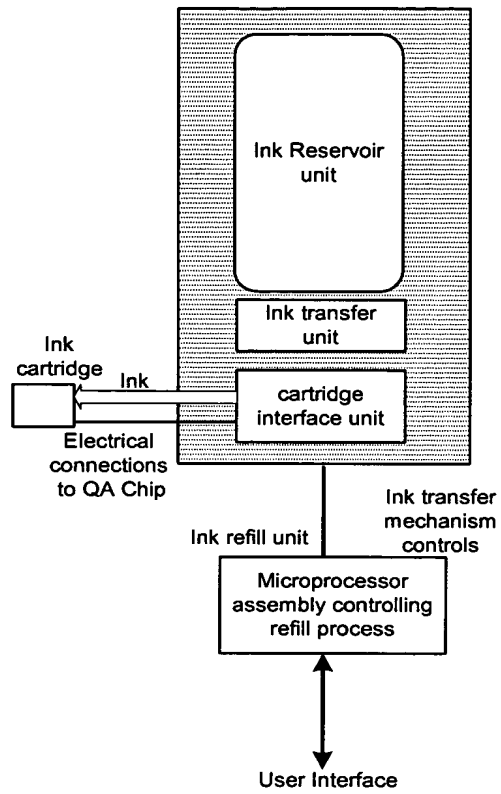 Ink Reservoir
unit
Ink transfer
unit
Ink
cartridge
Ink
cartridge
interface unit
Electrical
connections
to QA Chip
Ink transfer
mechanism
controls
Ink refill unit
Microprocessor
assembly controlling
refill process
User Interface